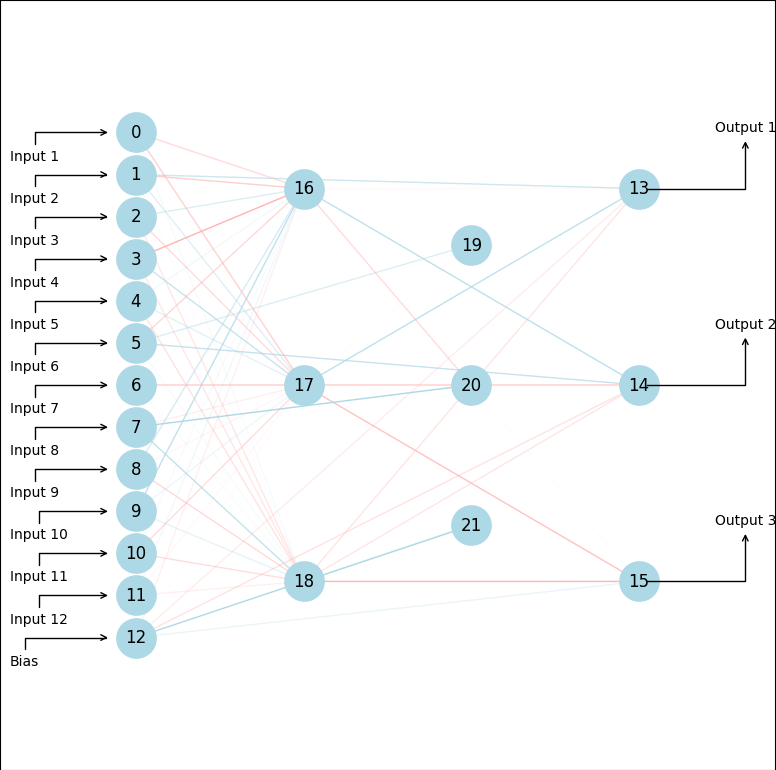 0
Input 1
1
Input 2
2
Input 3
3
Input 4
4
Input 5
5
Input 6
6
Input 7
7
Input 8
8
Input 9
9
Input 10
10
Input 11
11
Input 12
12
Bias
16
17
18
19
20
21
Output 1
13
Output 2
14
Output 3
15